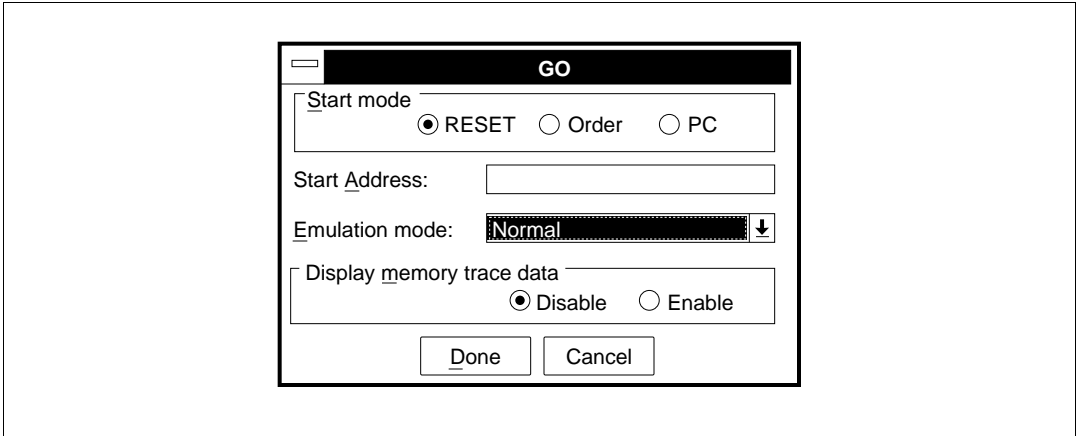 GO
Start mode
RESET Order PC
Start Address:
Emulation mode: Normal
Display memory trace data
Disable Enable
Done Cancel